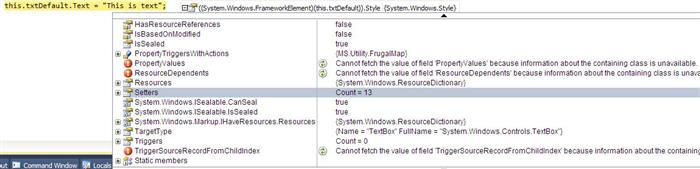 this.txtDefault.Text = "This is text"; ((System.Windows.FrameworkElement)(this.txtDefault)).Style {System.Windows.Style}
HasResourceReferences false
IsBasedOnModified false
IsSealed true
PropertyTriggersWithActions {MS.Utility.FrugalMap}
PropertyValues Cannot fetch the value of field 'PropertyValues' because information about the containing class is unavailable.
ResourceDependents Cannot fetch the value of field 'ResourceDependents' because information about the containing class is unava
Resources {System.Windows.ResourceDictionary}
Setters Count = 13
System.Windows.ISealable.CanSeal true
System.Windows.ISealable.IsSealed true
System.Windows.Markup.IHaveResources.Resources {System.Windows.ResourceDictionary}
TargetType {Name = "TextBox" FullName = "System.Windows.Controls.TextBox"}
Triggers Count = 0
TriggerSourceRecordFromChildIndex Cannot fetch the value of field 'TriggerSourceRecordFromChildIndex' because information about the containing
Static members
Command Window Locals